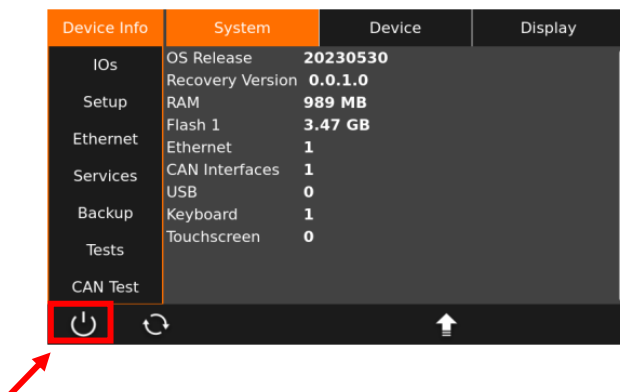 Device Info System Device Display
IOs
Setup
Ethernet
Services
Backup
Tests
CAN Test
OS Release 20230530
Recovery Version 0.0.1.0
RAM 989 MB
Flash 1 3.47 GB
Ethernet 1
CAN Interfaces 1
USB 0
Keyboard 1
Touchscreen 0